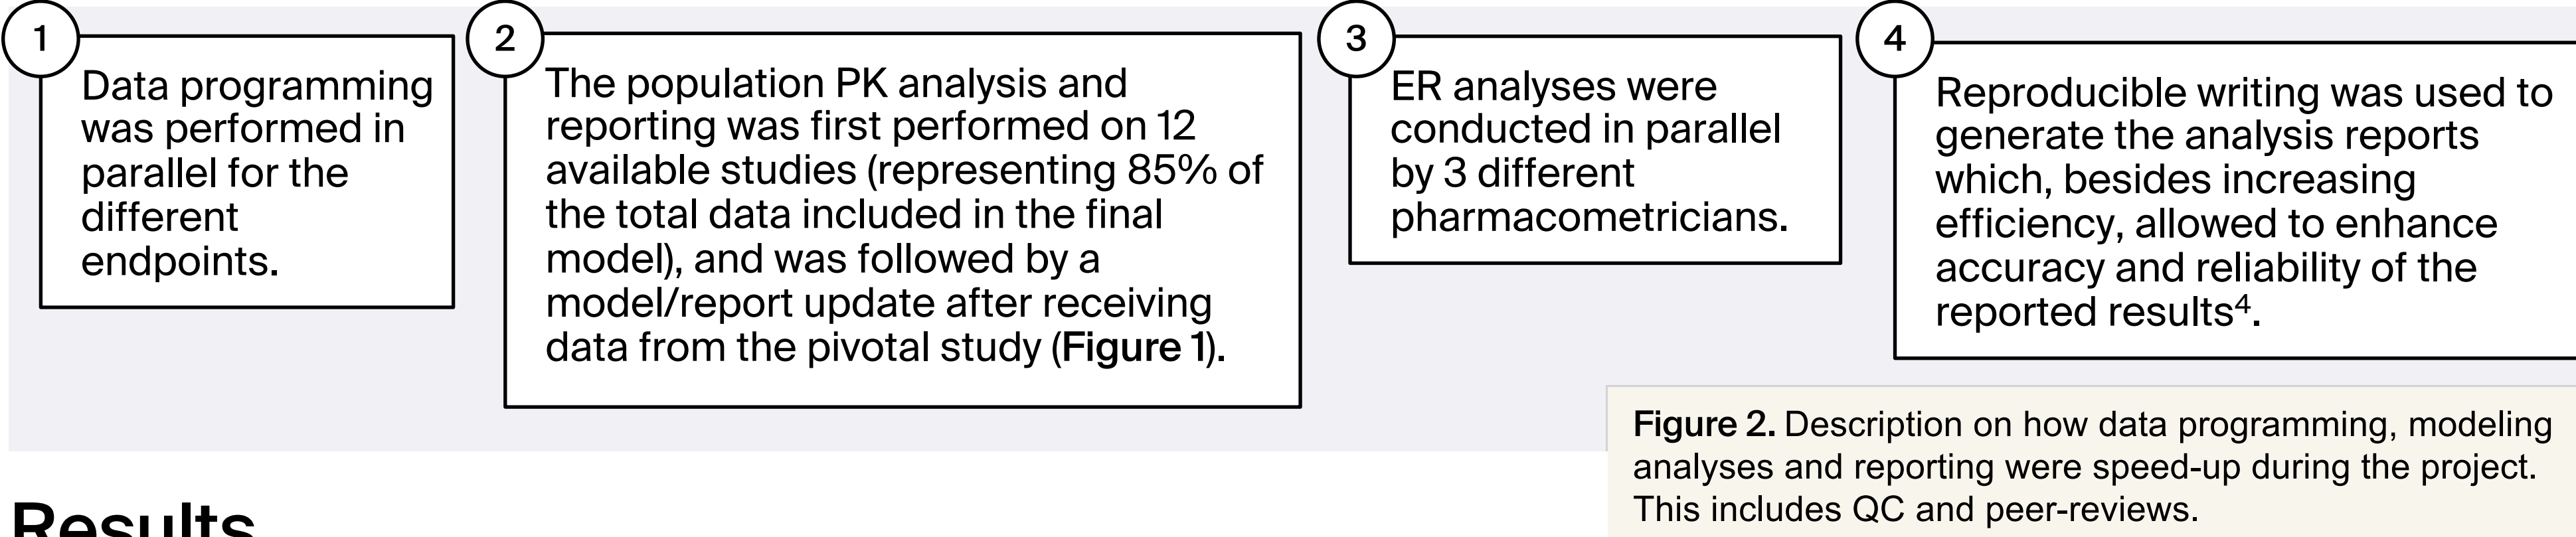 1
Data programming
was performed in
parallel for the
different
endpoints.
2
The population PK analysis and
reporting was first performed on 12
available studies (representing 85% of
the total data included in the final
model), and was followed by a
model/report update after receiving
data from the pivotal study (Figure 1).
3
ER analyses were
conducted in parallel
by 3 different
pharmacometricians.
4
Reproducible writing was used to
generate the analysis reports
which, besides increasing
efficiency, allowed to enhance
accuracy and reliability of the
reported results⁴.
Figure 2. Description on how data programming, modeling
analyses and reporting were speed-up during the project.
This includes QC and peer-reviews.
Results